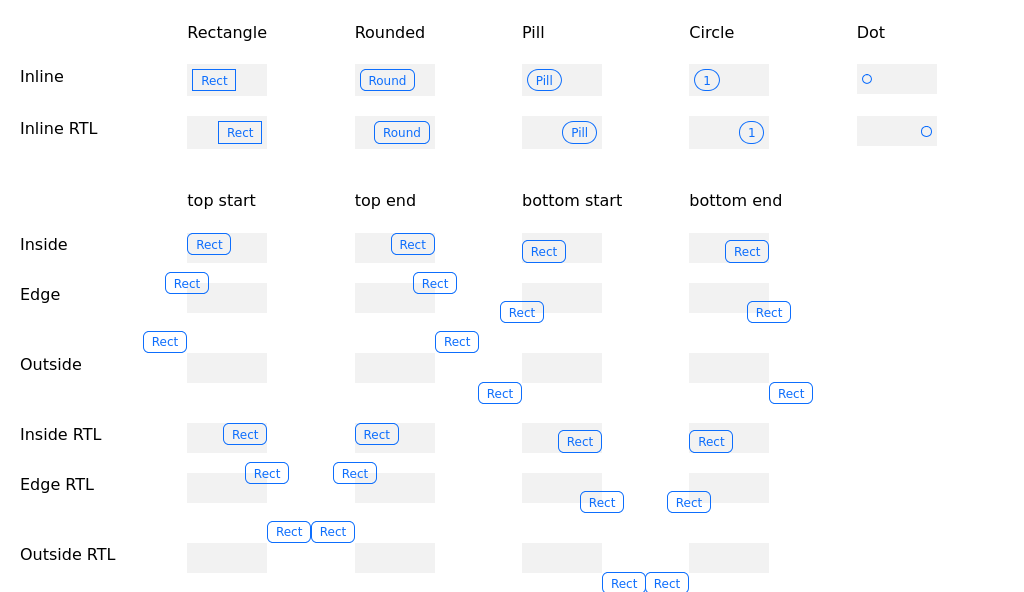 Rectangle Rounded Pill Circle Dot
Inline Rect Round Pill 1
Inline RTL Rect Round Pill 1
top start top end bottom start bottom end
Inside Rect Rect Rect Rect
Edge Rect Rect Rect Rect
Outside Rect Rect Rect Rect
Inside RTL Rect Rect Rect Rect
Edge RTL Rect Rect Rect Rect
Outside RTL Rect Rect Rect Rect